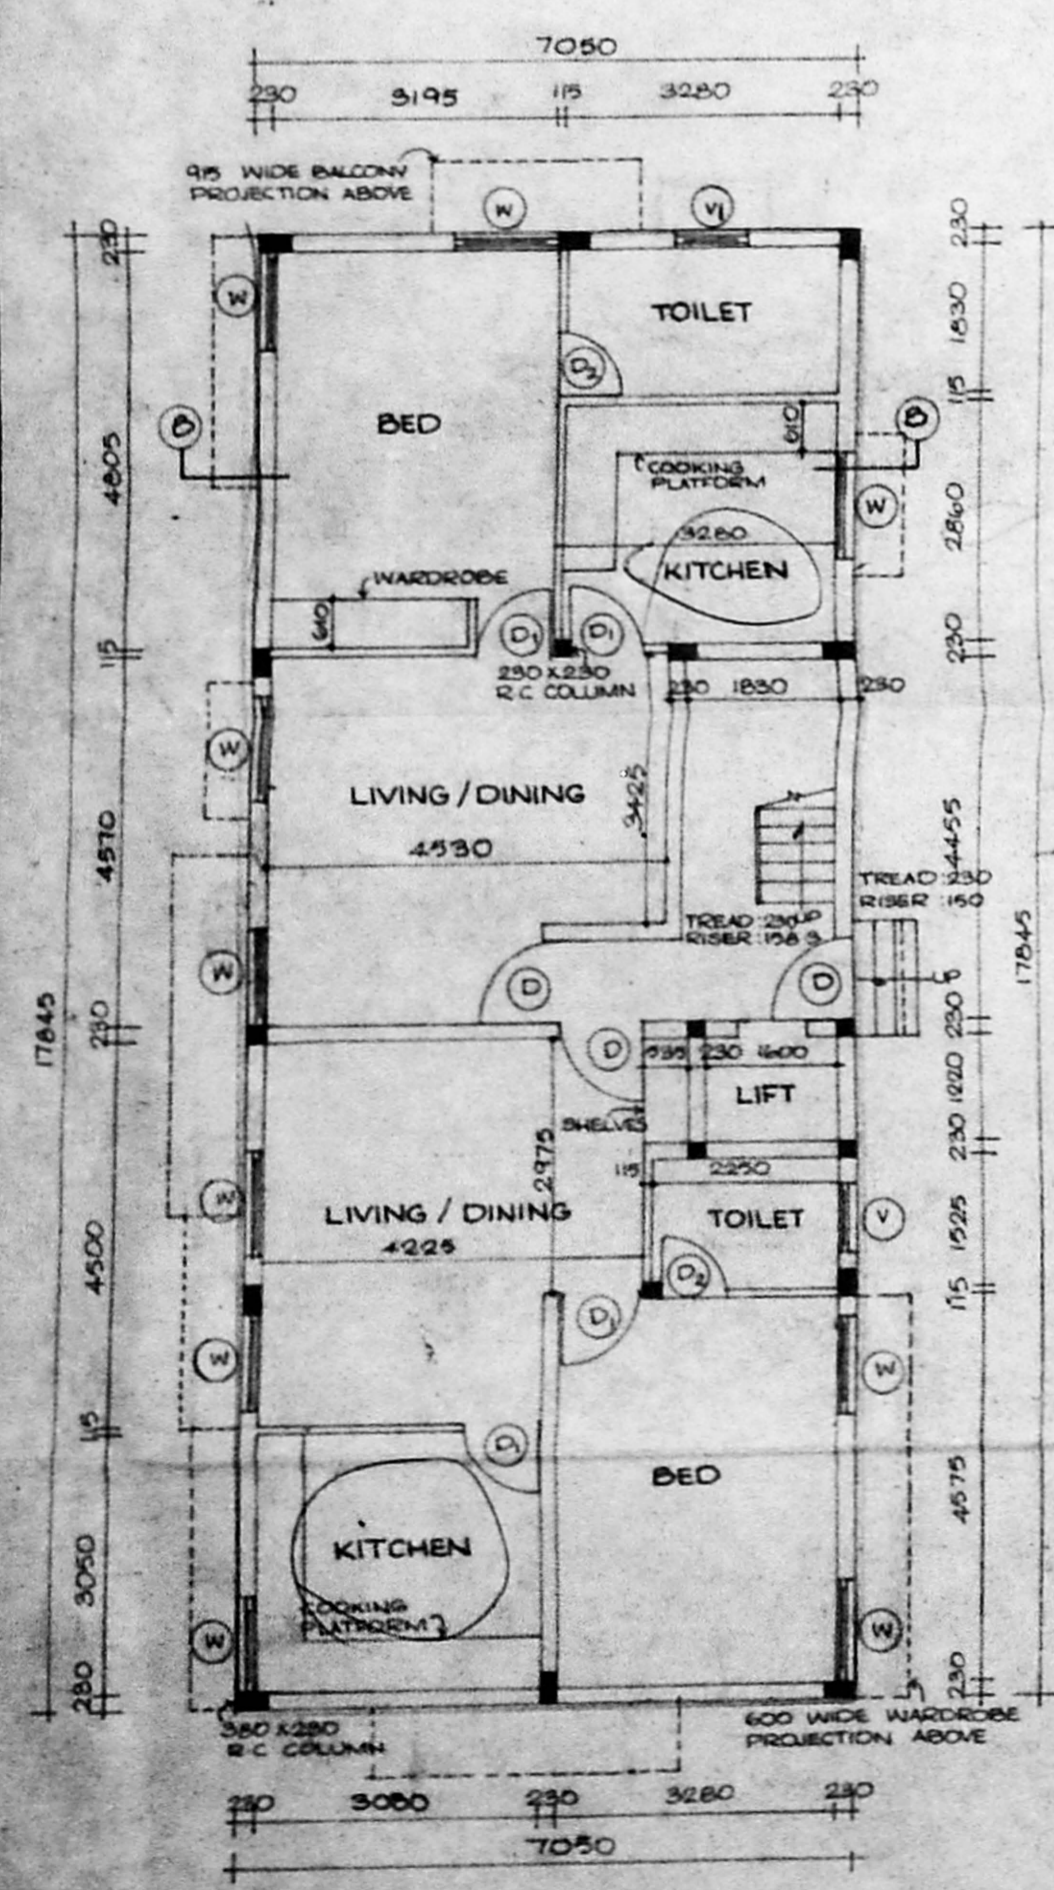 7050
230 3195 115 3280 230
915 WIDE BALCONY
PROJECTION ABOVE
W
V1
230
230
W
TOILET
1830
D2
115
BED
B
610
B
4805
COOKING
PLATFORM
W
2860
3280
KITCHEN
WARDROBE
610
D1
D1
115
230
230 X 230
R.C COLUMN
230 1830 230
W
LIVING / DINING
3425
4530
4570
4455
TREAD : 230
RISER : 150
TREAD : 230
UP
RISER : 158.3
W
D
D
UP
17845
17845
230
230
D
535 230 1600
LIFT
1220
SHELVES
2975
230
115 2250
W
LIVING / DINING
TOILET
V
1525
4225
4500
D2
115
D1
W
W
115
D1
BED
4575
KITCHEN
3050
COOKING
PLATFORM
W
W
230
230
380 X 230
R.C COLUMN
600 WIDE WARDROBE
PROJECTION ABOVE
230 3080 230 3280 230
7050